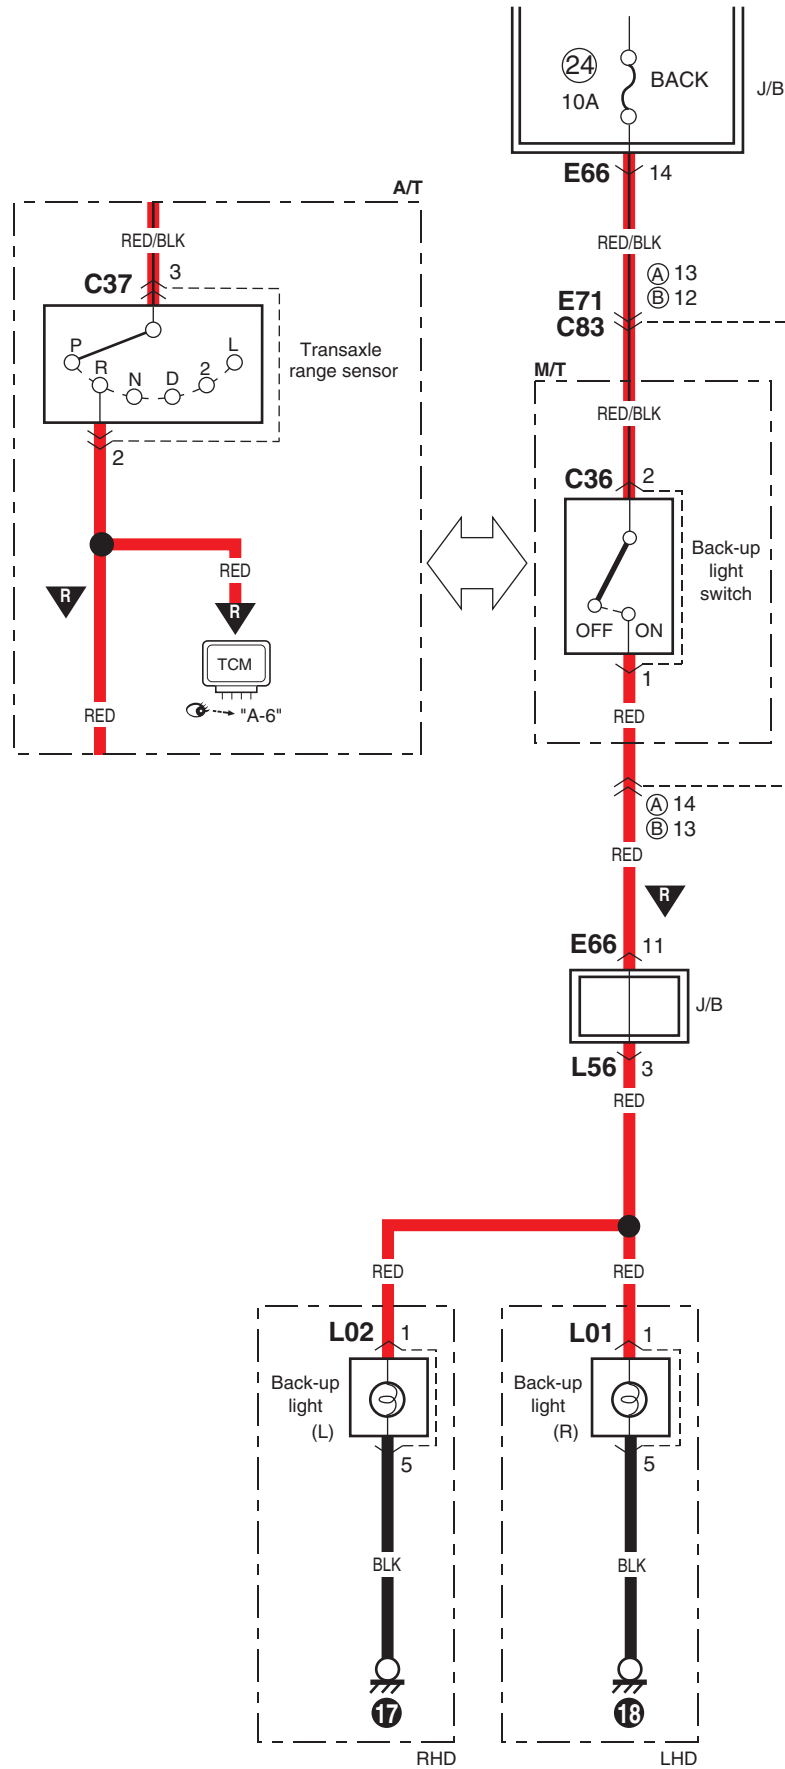 24
10A
BACK
J/B
E66
14
RED/BLK
A 13
B 12
E71
C83
A/T
RED/BLK
C37
3
P
R
N
D
2
L
Transaxle
range sensor
2
RED
R
R
TCM
"A-6"
RED
M/T
RED/BLK
C36
2
Back-up
light
switch
OFF
ON
1
RED
A 14
B 13
RED
R
E66
11
J/B
L56
3
RED
RED
RED
L02
1
Back-up
light
(L)
5
BLK
17
RHD
L01
1
Back-up
light
(R)
5
BLK
18
LHD